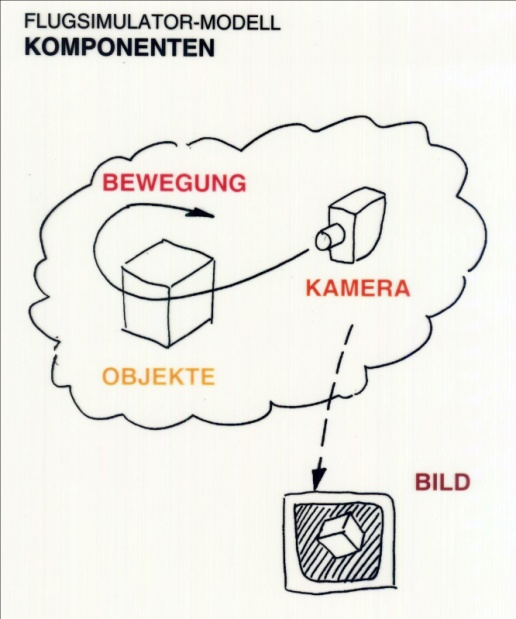 FLUGSIMULATOR-MODELL
KOMPONENTEN
BEWEGUNG
KAMERA
OBJEKTE
BILD